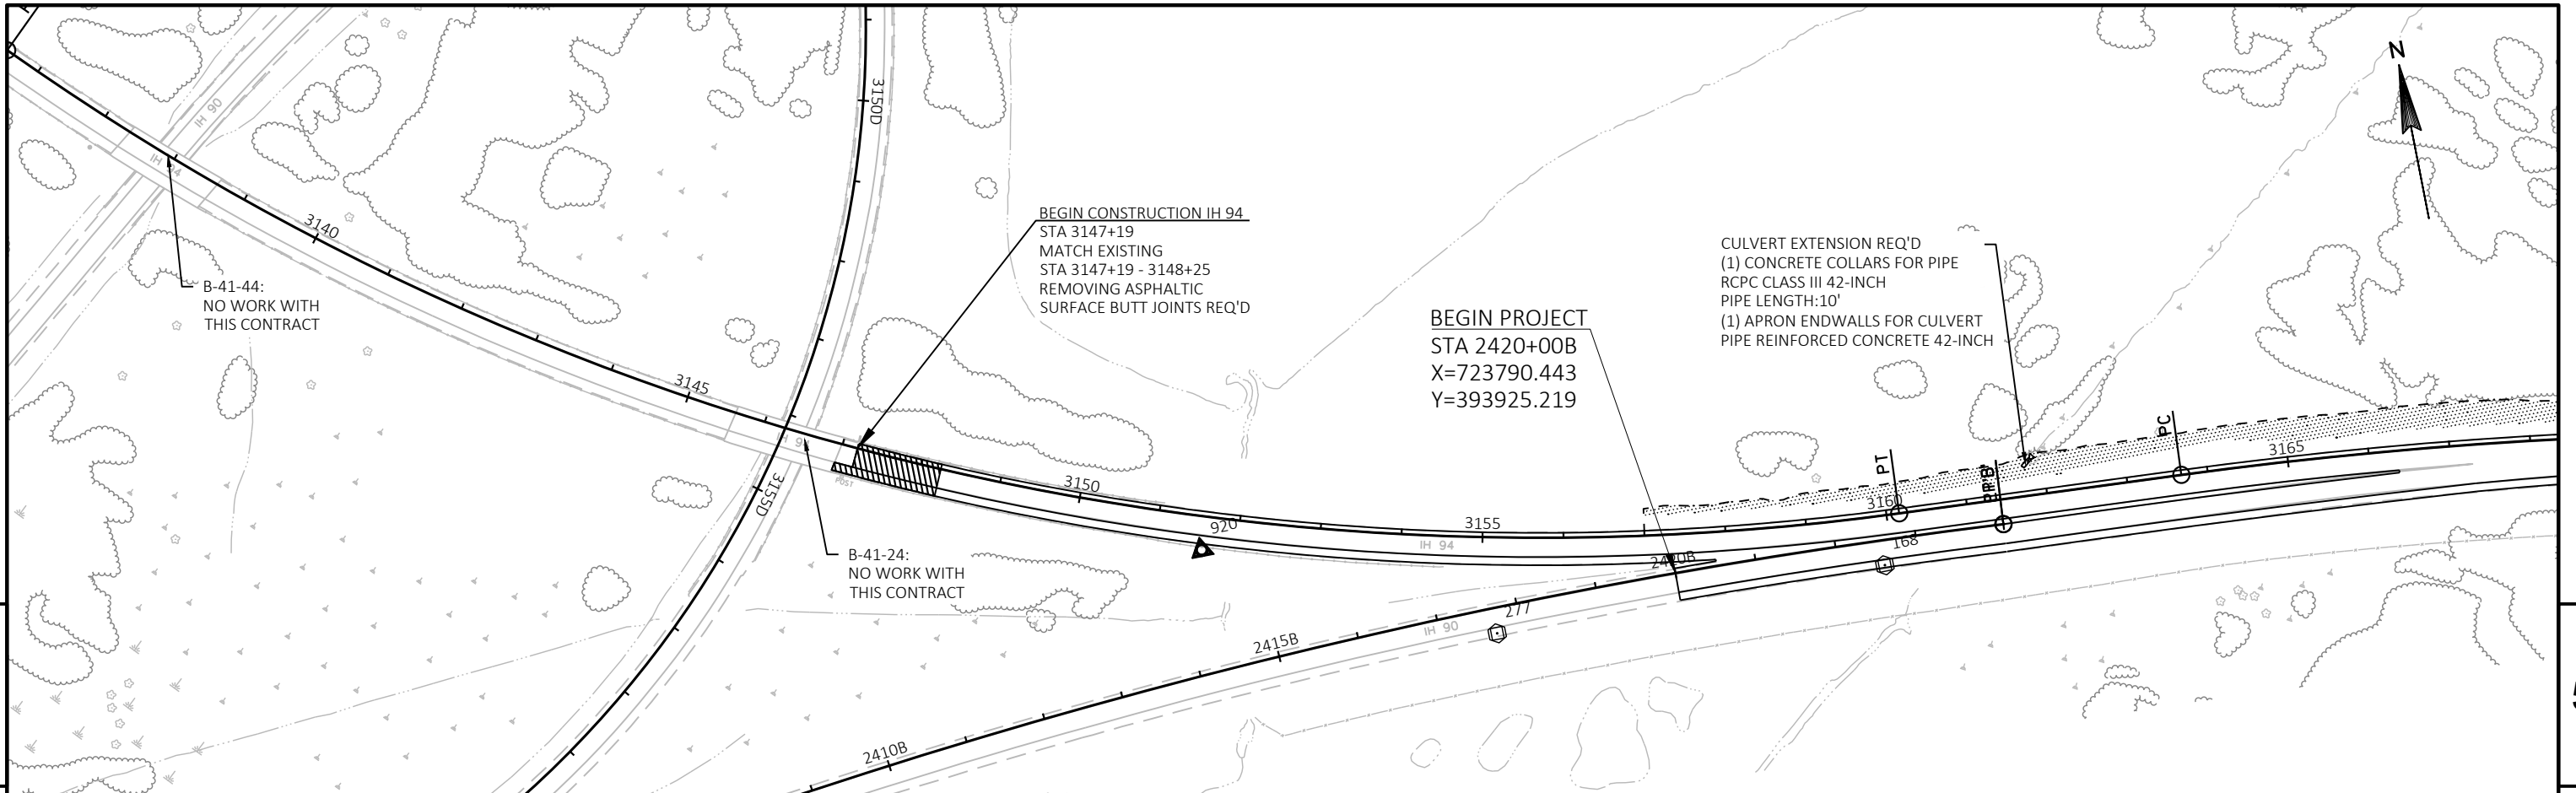 N
IH 90
3150D
IH 94
3140
B-41-44:
NO WORK WITH
THIS CONTRACT
BEGIN CONSTRUCTION IH 94
STA 3147+19
MATCH EXISTING
STA 3147+19 - 3148+25
REMOVING ASPHALTIC
SURFACE BUTT JOINTS REQ'D
BEGIN PROJECT
STA 2420+00B
X=723790.443
Y=393925.219
CULVERT EXTENSION REQ'D
(1) CONCRETE COLLARS FOR PIPE
RCPC CLASS III 42-INCH
PIPE LENGTH:10'
(1) APRON ENDWALLS FOR CULVERT
PIPE REINFORCED CONCRETE 42-INCH
3145
POST
3155D
3150
920
3155
IH 94
PT
3160
PC
3165
B-41-24:
NO WORK WITH
THIS CONTRACT
2420B
168
277
IH 90
2415B
2410B